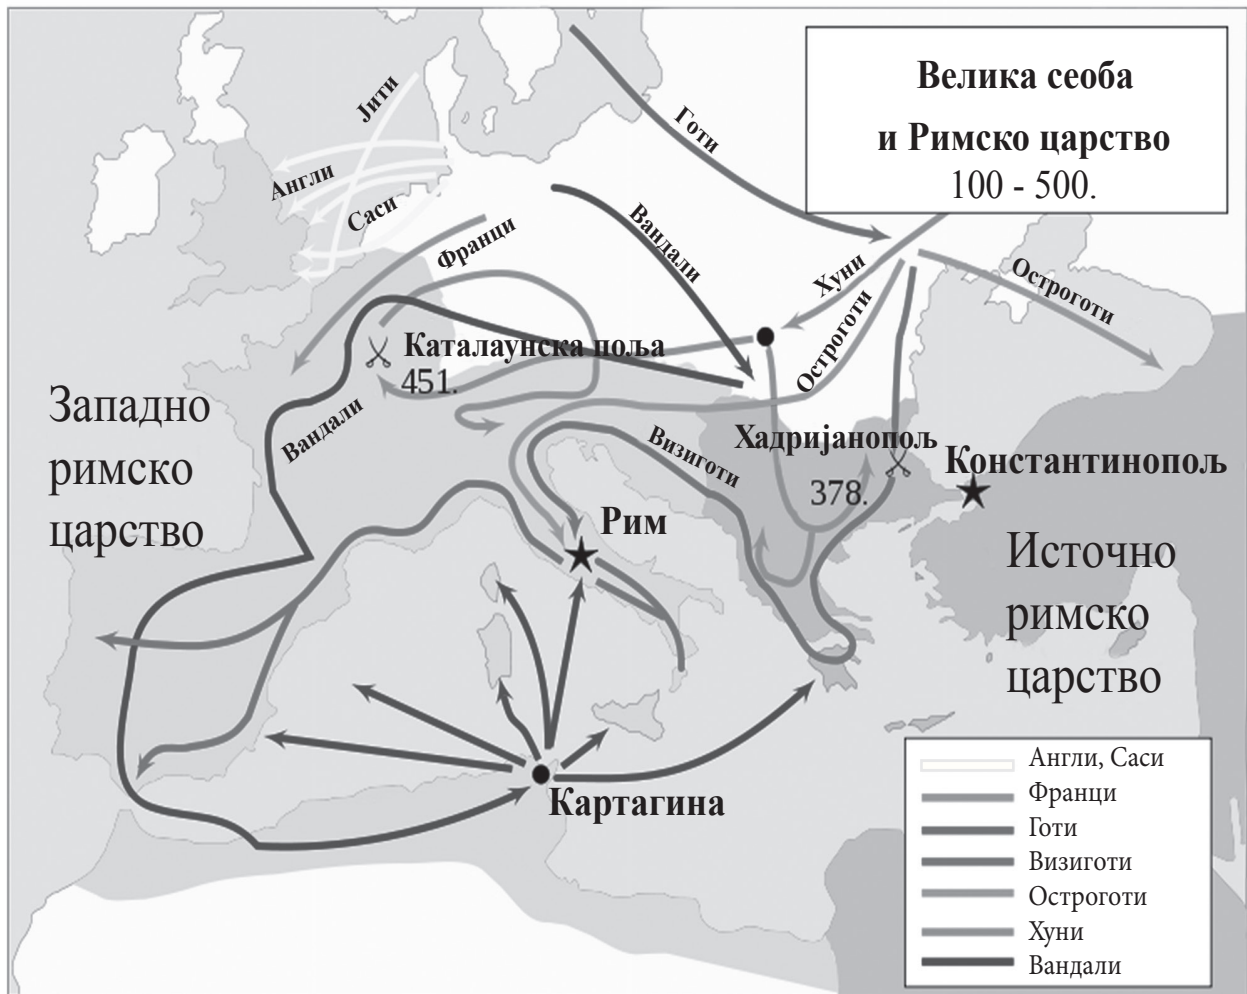 Велика сеоба
и Римско царство
100 - 500.
Јити
Готи
Англи
Саси
Франци
Вандали
Хуни
Остроготи
Остроготи
Каталаунска поља
451.
Западно
римско
царство
Вандали
Визиготи
Хадријанопољ
378.
Константинопољ
Рим
Источно
римско
царство
Картагина
Англи, Саси
Франци
Готи
Визиготи
Остроготи
Хуни
Вандали